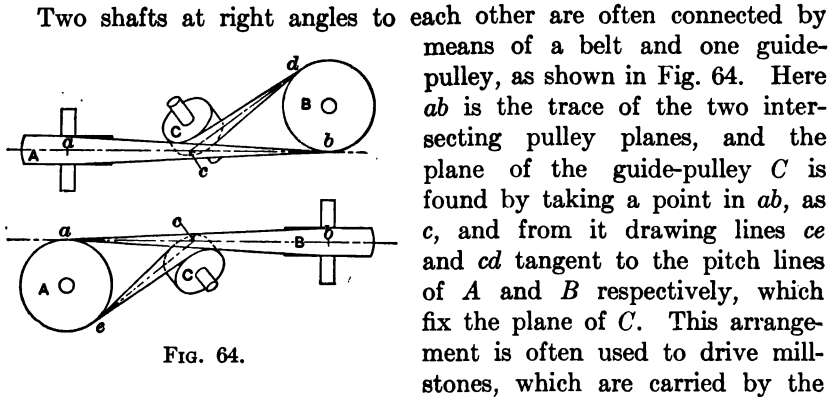 Two shafts at right angles to each other are often connected by
means of a belt and one guide-
pulley, as shown in Fig. 64. Here
ab is the trace of the two inter-
secting pulley planes, and the
plane of the guide-pulley C is
found by taking a point in ab, as
c, and from it drawing lines ce
and cd tangent to the pitch lines
of A and B respectively, which
fix the plane of C. This arrange-
ment is often used to drive mill-
stones, which are carried by the
d
B
C
a
A
b
c
a
c
b
B
A
C
e
FIG. 64.